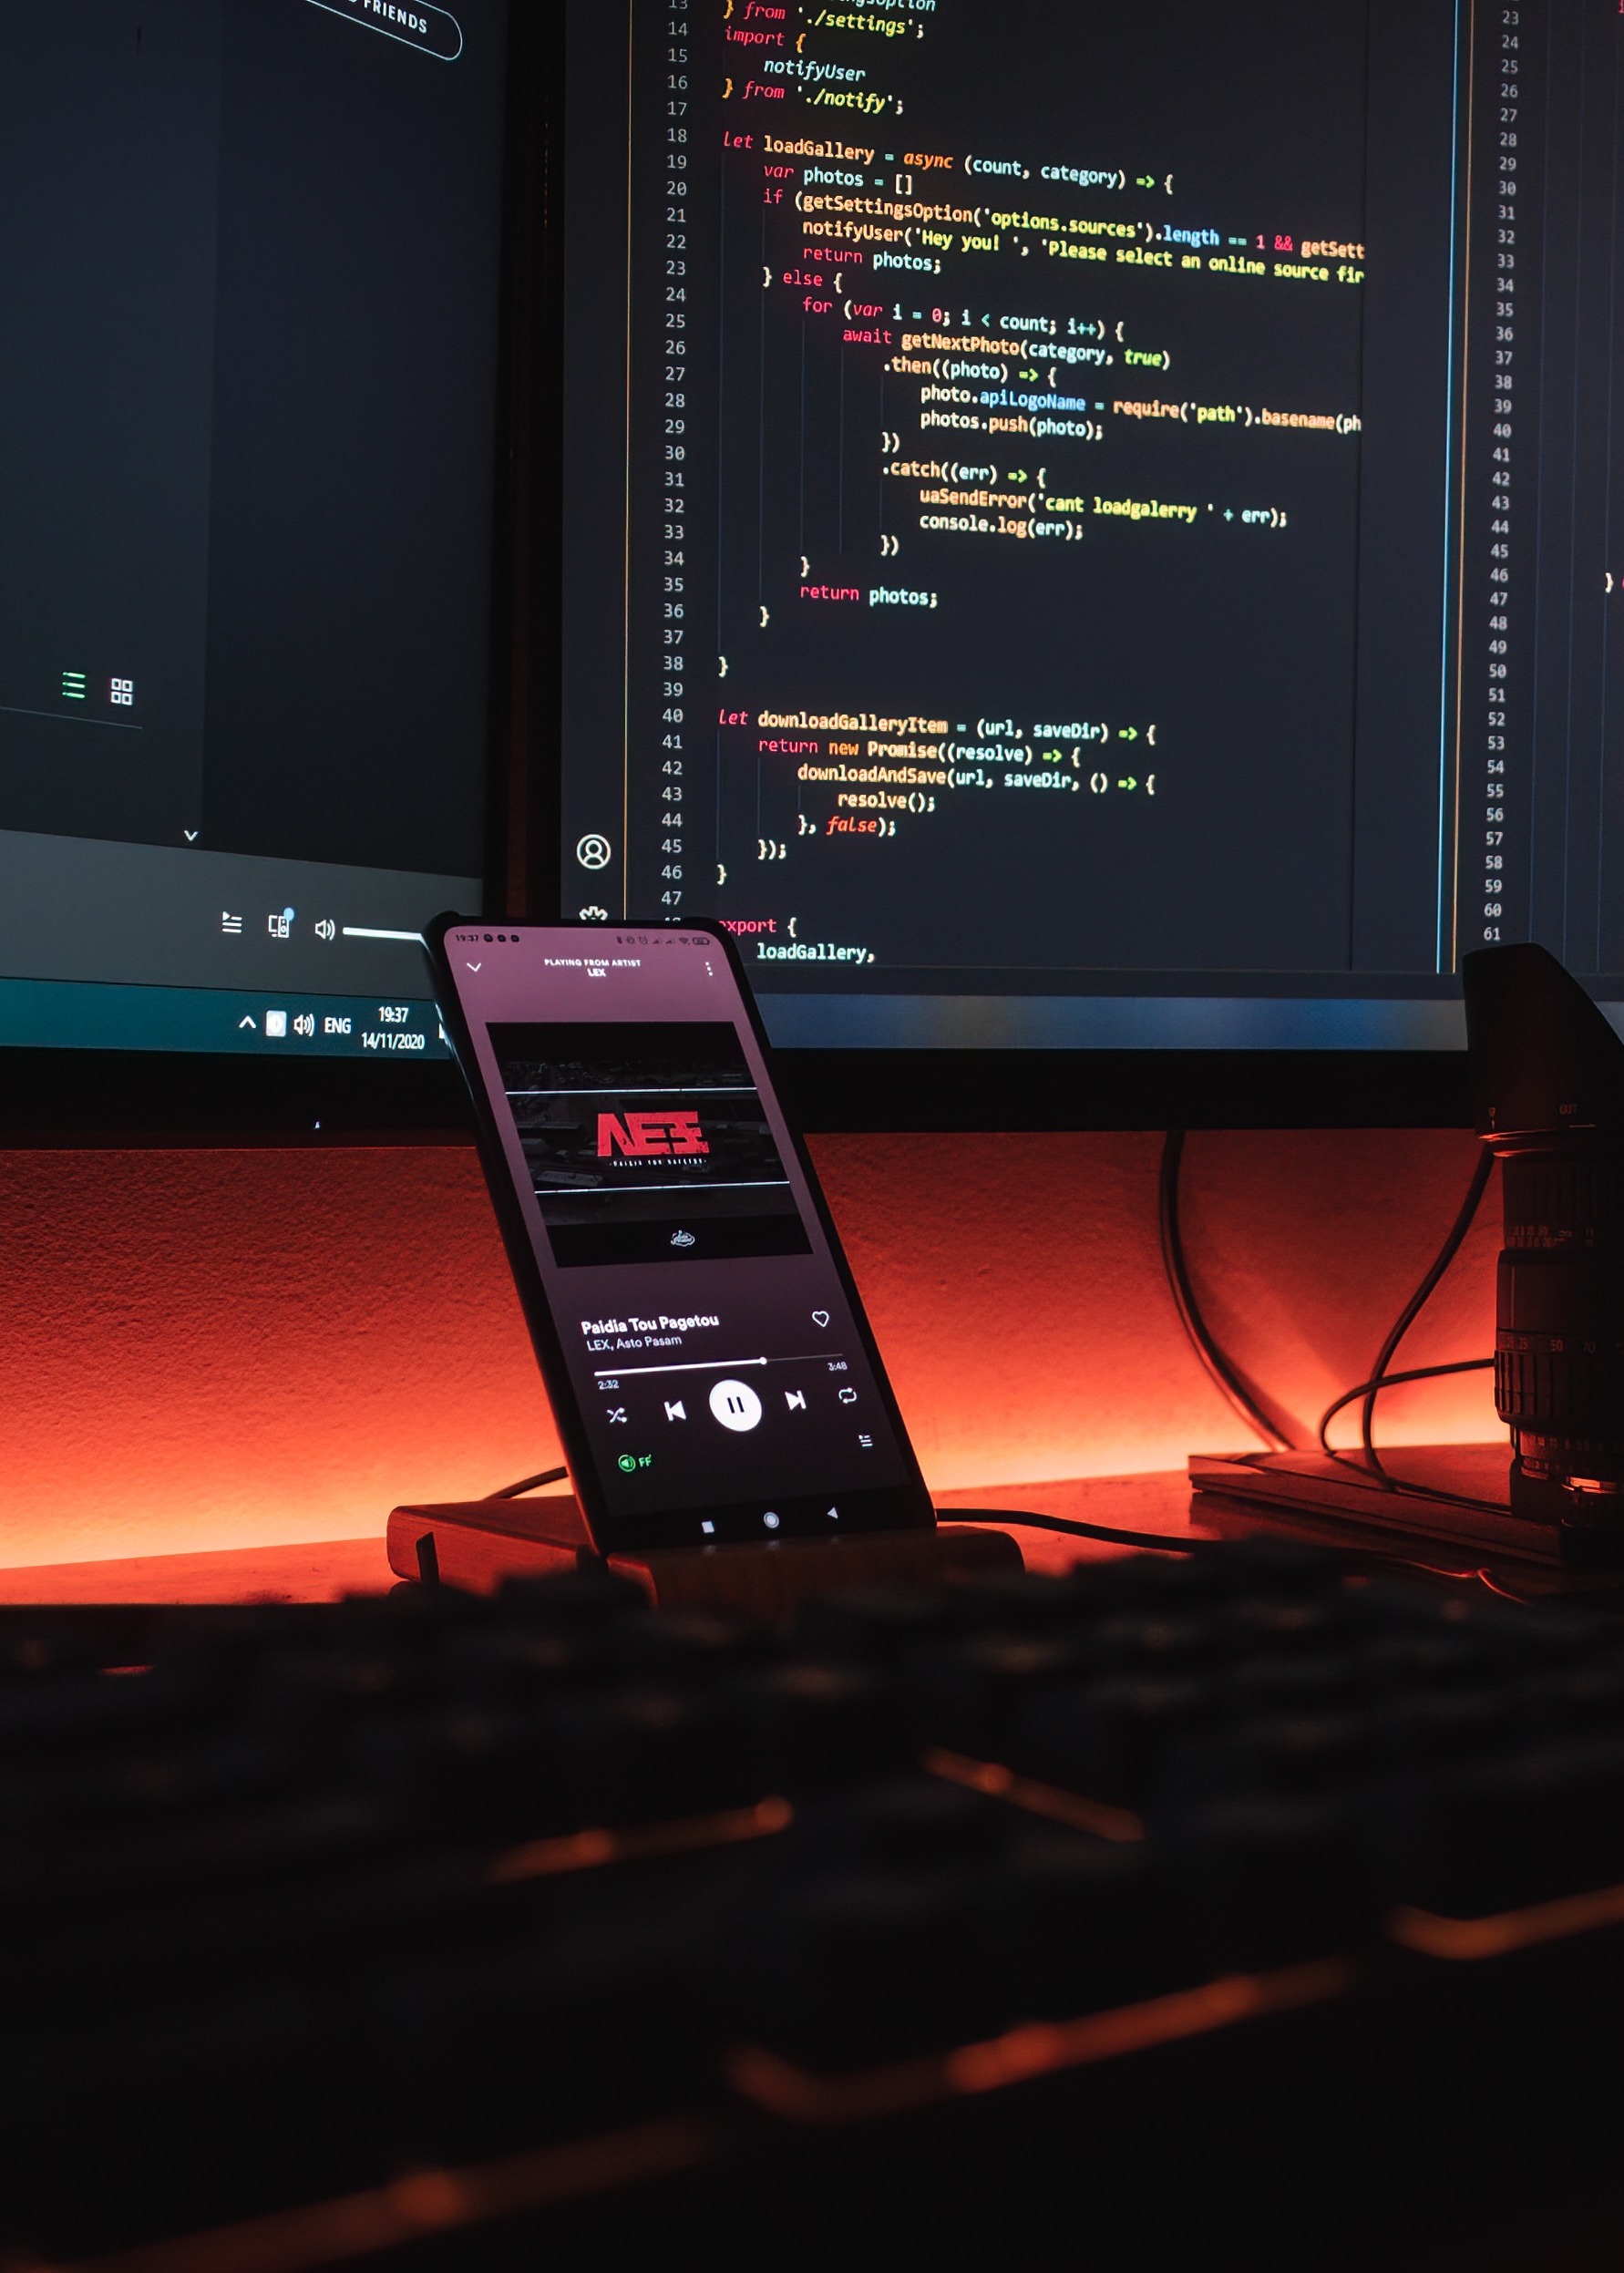 FRIENDS
19:37
14/11/2020
ENG
13
14 } from './settings';
15 import {
16 notifyUser
17 } from './notify';
18
19 let loadGallery = async (count, category) => {
20 var photos = []
21 if (getSettingsOption('options.sources').length == 1 && getSett
22 notifyUser('Hey you! ', 'Please select an online source fir
23 return photos;
24 } else {
25 for (var i = 0; i < count; i++) {
26 await getNextPhoto(category, true)
27 .then((photo) => {
28 photo.apiLogoName = require('path').basename(ph
29 photos.push(photo);
30 })
31 .catch((err) => {
32 uaSendError('cant loadgalerry ' + err);
33 console.log(err);
34 })
35 }
36 return photos;
37 }
38 }
39
40 let downloadGalleryItem = (url, saveDir) => {
41 return new Promise((resolve) => {
42 downloadAndSave(url, saveDir, () => {
43 resolve();
44 }, false);
45 });
46 }
47
export {
loadGallery,
23
24
25
26
27
28
29
30
31
32
33
34
35
36
37
38
39
40
41
42
43
44
45
46 }
47
48
49
50
51
52
53
54
55
56
57
58
59
60
61
19:37
PLAYING FROM ARTIST
LEX
Paidia Tou Pagetou
LEX, Asto Pasam
2:32 3:48
FF
50 70